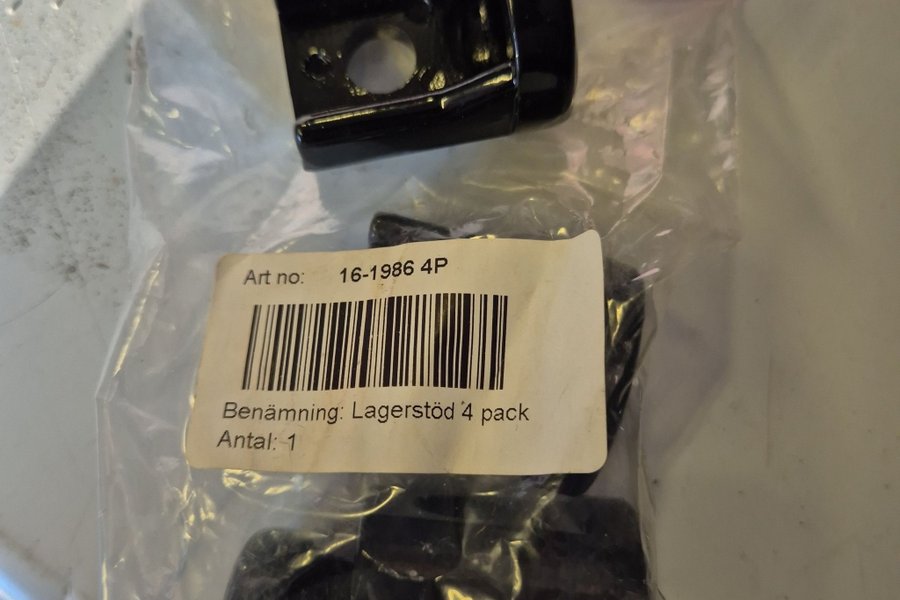 Art no: 16-1986 4P
Benämning: Lagerstöd 4 pack
Antal: 1